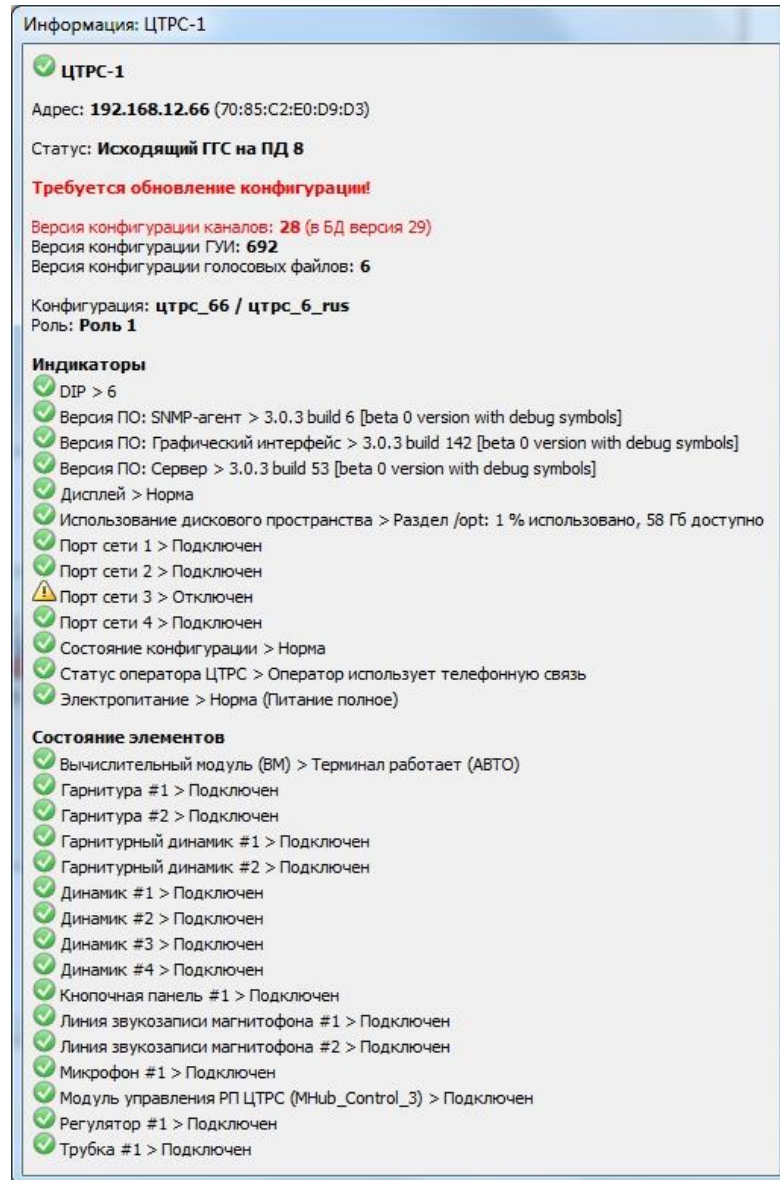 Информация: ЦТРС-1
ЦТРС-1
Адрес: 192.168.12.66 (70:85:C2:E0:D9:D3)
Статус: Исходящий ГГС на ПД 8
Требуется обновление конфигурации!
Версия конфигурации каналов: 28 (в БД версия 29)
Версия конфигурации ГУИ: 692
Версия конфигурации голосовых файлов: 6
Конфигурация: цтрс_66 / цтрс_6_rus
Роль: Роль 1
Индикаторы
DIP > 6
Версия ПО: SNMP-агент > 3.0.3 build 6 [beta 0 version with debug symbols]
Версия ПО: Графический интерфейс > 3.0.3 build 142 [beta 0 version with debug symbols]
Версия ПО: Сервер > 3.0.3 build 53 [beta 0 version with debug symbols]
Дисплей > Норма
Использование дискового пространства > Раздел /opt: 1 % использовано, 58 Гб доступно
Порт сети 1 > Подключен
Порт сети 2 > Подключен
Порт сети 3 > Отключен
Порт сети 4 > Подключен
Состояние конфигурации > Норма
Статус оператора ЦТРС > Оператор использует телефонную связь
Электропитание > Норма (Питание полное)
Состояние элементов
Вычислительный модуль (ВМ) > Терминал работает (АВТО)
Гарнитура #1 > Подключен
Гарнитура #2 > Подключен
Гарнитурный динамик #1 > Подключен
Гарнитурный динамик #2 > Подключен
Динамик #1 > Подключен
Динамик #2 > Подключен
Динамик #3 > Подключен
Динамик #4 > Подключен
Кнопочная панель #1 > Подключен
Линия звукозаписи магнитофона #1 > Подключен
Линия звукозаписи магнитофона #2 > Подключен
Микрофон #1 > Подключен
Модуль управления РП ЦТРС (MHub_Control_3) > Подключен
Регулятор #1 > Подключен
Трубка #1 > Подключен